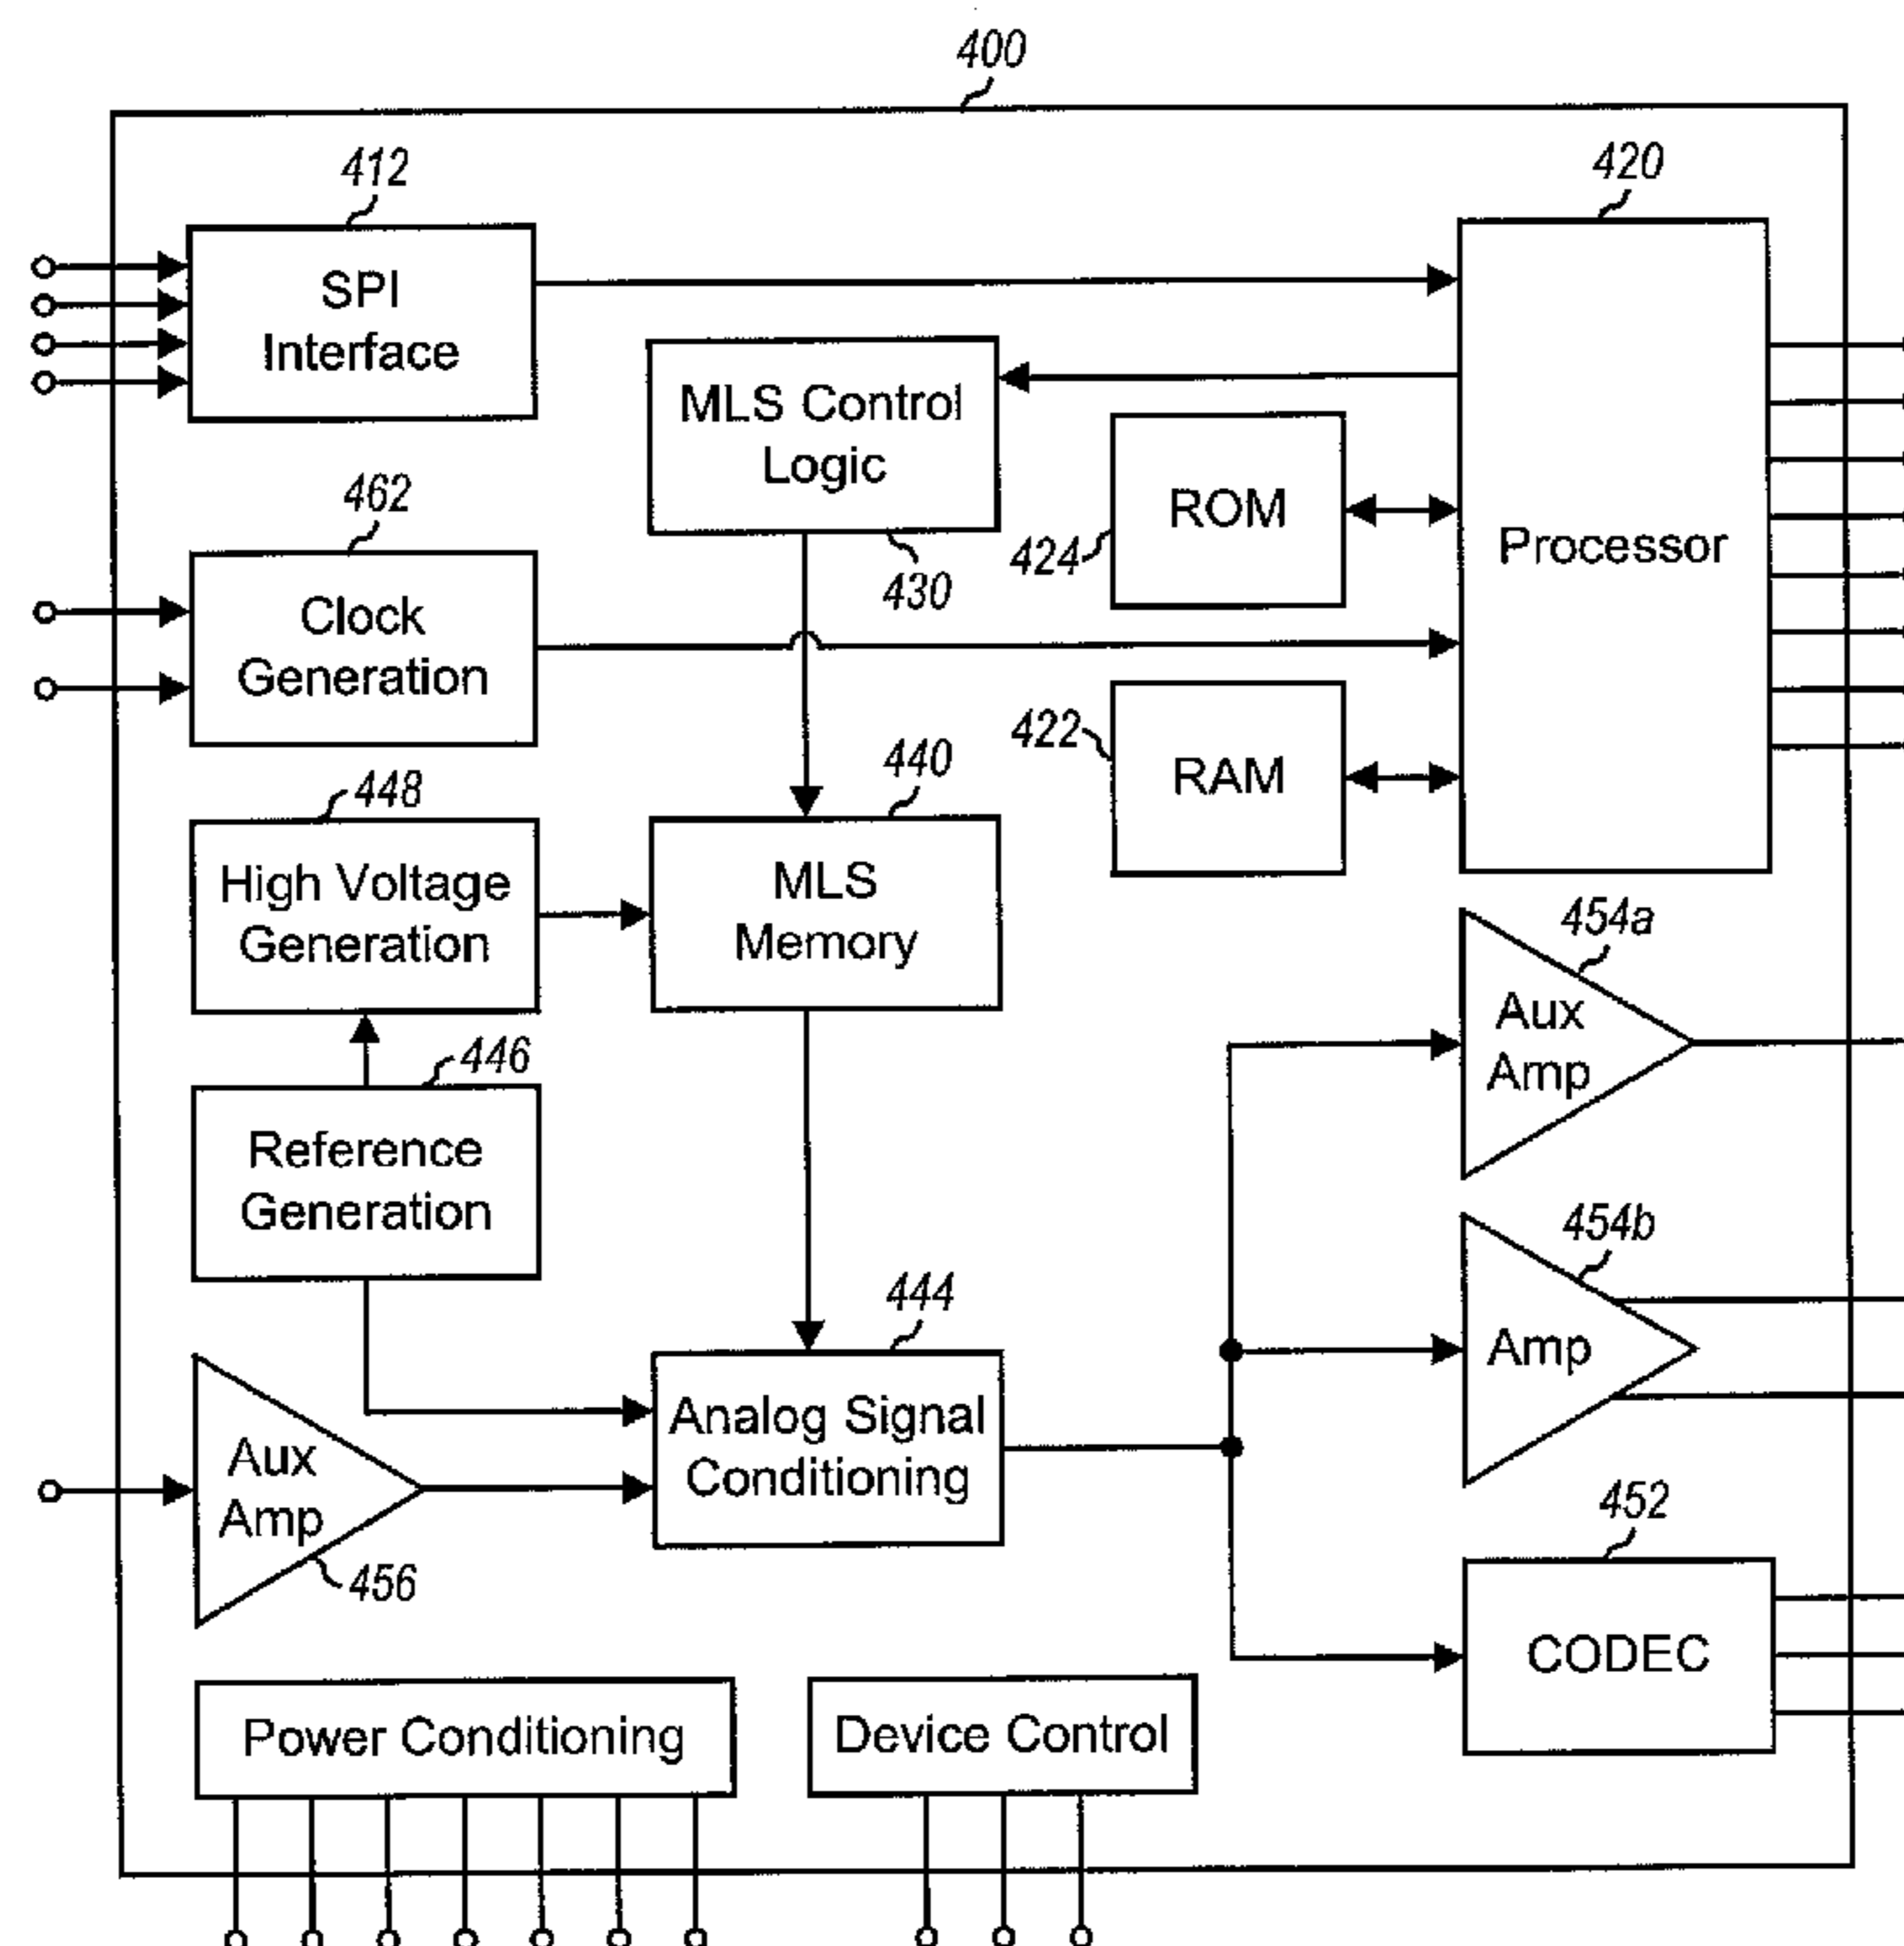 400
412
420
SPI
Interface
MLS Control
Logic
430
ROM
424
Processor
462
Clock
Generation
422
RAM
448
High Voltage
Generation
440
MLS
Memory
454a
Aux
Amp
446
Reference
Generation
454b
Amp
444
Analog Signal
Conditioning
Aux
Amp
456
452
CODEC
Power Conditioning
Device Control